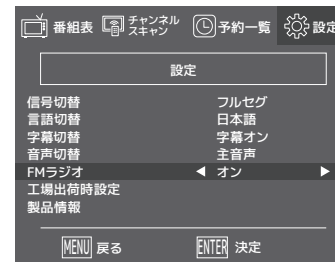 番組表 チャンネルスキャン 予約一覧 設定
設定
信号切替 フルセグ
言語切替 日本語
字幕切替 字幕オン
音声切替 主音声
FMラジオ ◀ オン ▶
工場出荷時設定
製品情報
MENU 戻る ENTER 決定